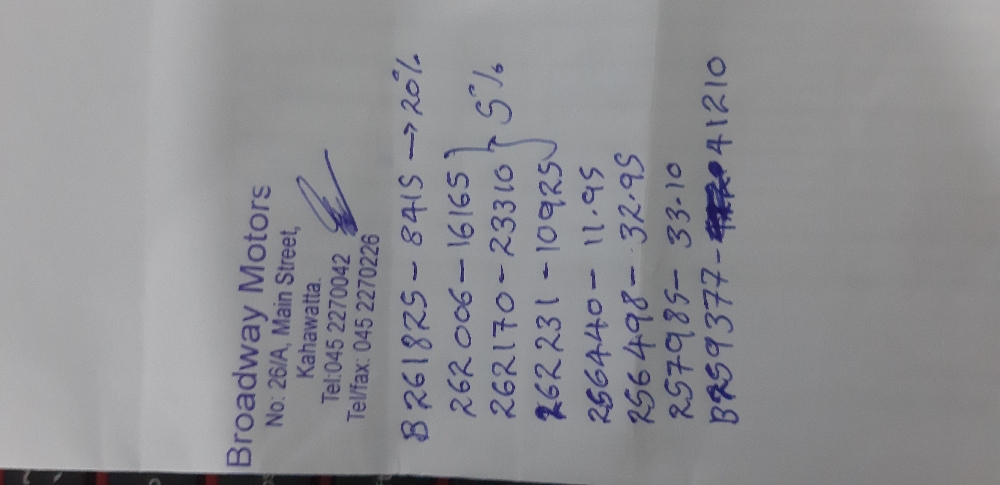 Broadway Motors
No: 26/A, Main Street,
Kahawatta.
Tel:045 2270042
Tel/fax: 045 2270226
B 261825 - 8415 → 20%
262006 - 16165 } 5%
262170 - 23310
262231 - 10925
256440 - 11.95
256498 - 32.95
257985 - 33.10
B 259377 - 41210